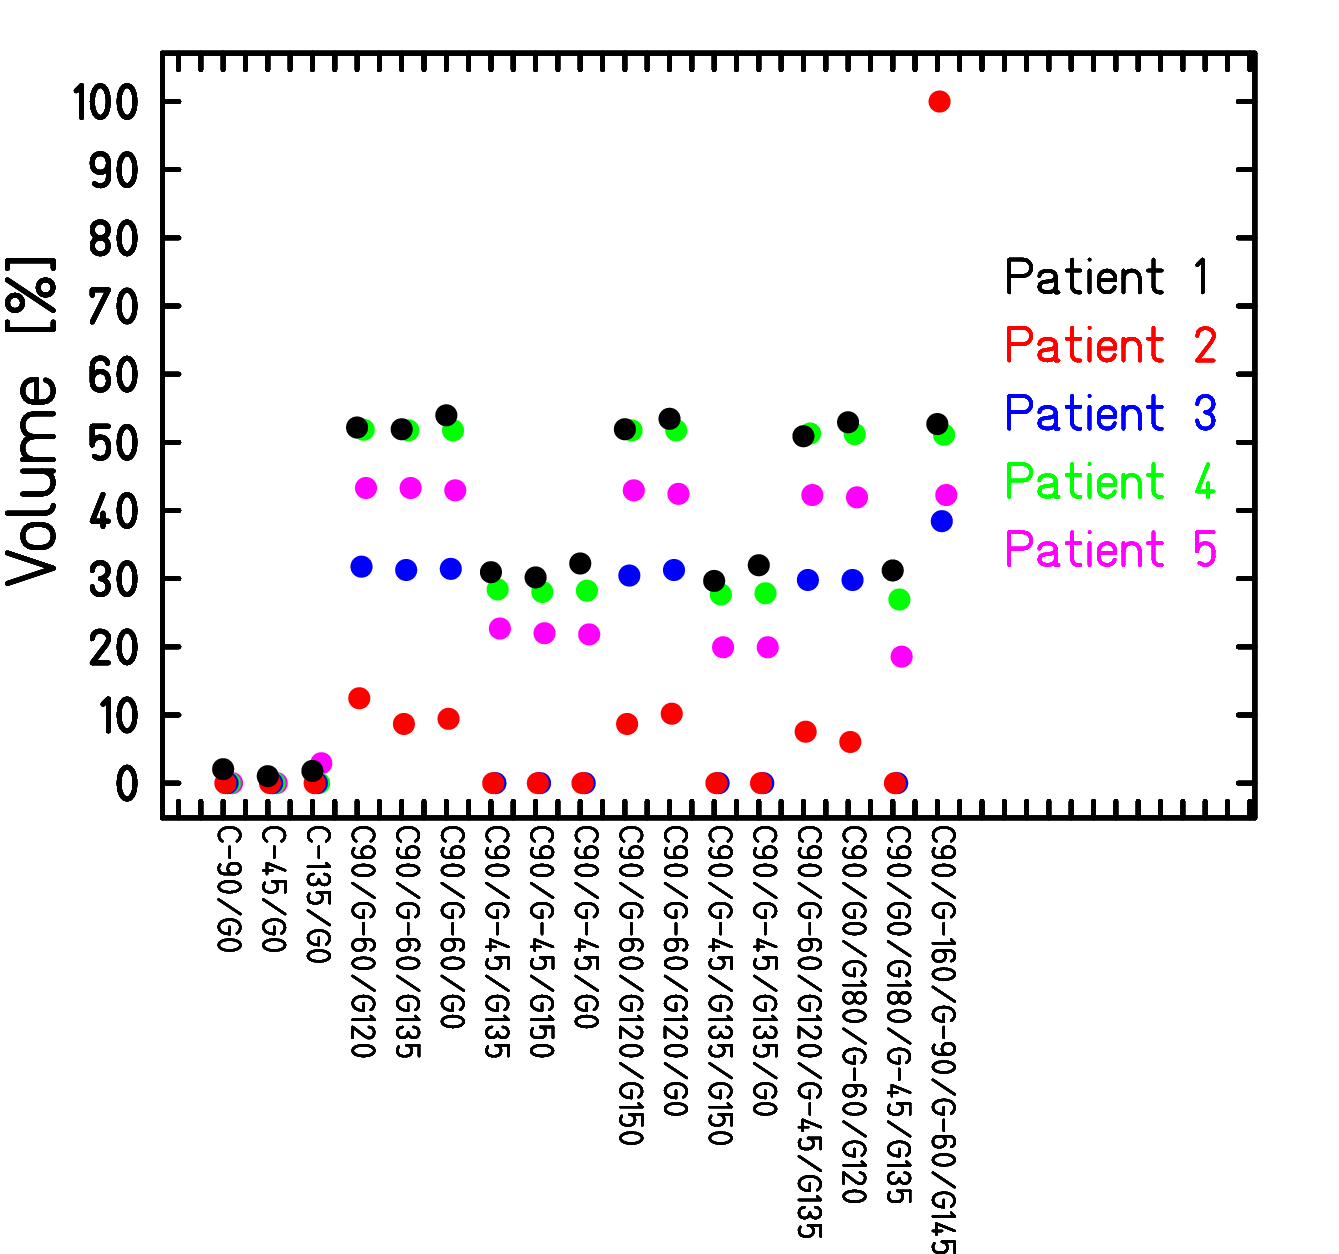 Volume [%]
100
90
80
70
60
50
40
30
20
10
0
Patient 1
Patient 2
Patient 3
Patient 4
Patient 5
C-90/G0
C-45/G0
C-135/G0
C90/G-60/G120
C90/G-60/G135
C90/G-60/G0
C90/G-45/G135
C90/G-45/G150
C90/G-45/G0
C90/G-60/G120/G150
C90/G-60/G120/G0
C90/G-45/G135/G150
C90/G-45/G135/G0
C90/G-60/G120/G-45/G135
C90/G0/G180/G-60/G120
C90/G0/G180/G-45/G135
C90/G-160/G-90/G-60/G145